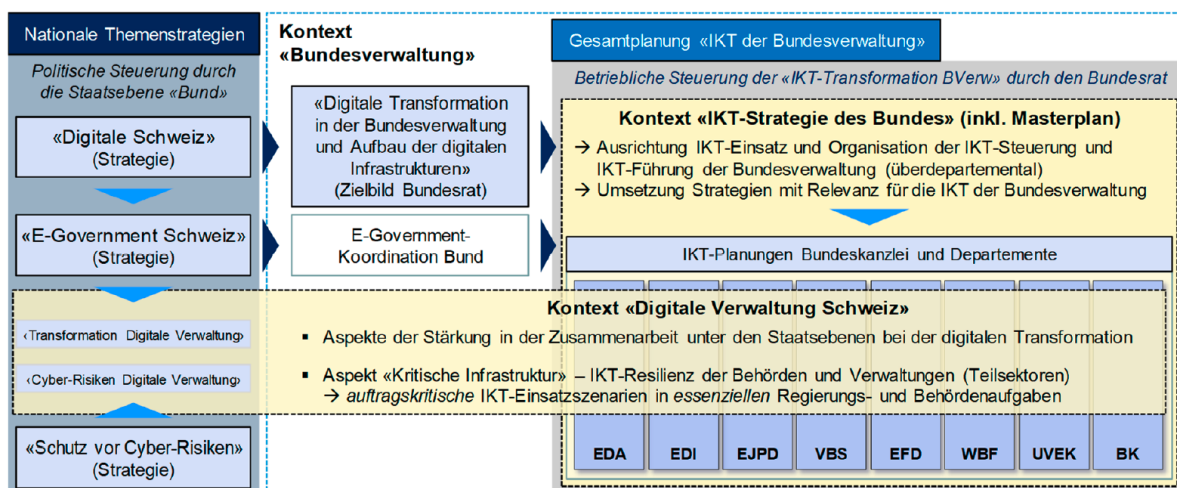 Nationale Themenstrategien
Politische Steuerung durch
die Staatsebene «Bund»
«Digitale Schweiz»
(Strategie)
«E-Government Schweiz»
(Strategie)
‹Transformation Digitale Verwaltung›
‹Cyber-Risiken Digitale Verwaltung›
«Schutz vor Cyber-Risiken»
(Strategie)
Kontext
«Bundesverwaltung»
«Digitale Transformation
in der Bundesverwaltung
und Aufbau der digitalen
Infrastrukturen»
(Zielbild Bundesrat)
E-Government-
Koordination Bund
Gesamtplanung «IKT der Bundesverwaltung»
Betriebliche Steuerung der «IKT-Transformation BVerw» durch den Bundesrat
Kontext «IKT-Strategie des Bundes» (inkl. Masterplan)
→ Ausrichtung IKT-Einsatz und Organisation der IKT-Steuerung und
IKT-Führung der Bundesverwaltung (überdepartemental)
→ Umsetzung Strategien mit Relevanz für die IKT der Bundesverwaltung
IKT-Planungen Bundeskanzlei und Departemente
Kontext «Digitale Verwaltung Schweiz»
▪ Aspekte der Stärkung in der Zusammenarbeit unter den Staatsebenen bei der digitalen Transformation
▪ Aspekt «Kritische Infrastruktur» – IKT-Resilienz der Behörden und Verwaltungen (Teilsektoren)
→ auftragskritische IKT-Einsatzszenarien in essenziellen Regierungs- und Behördenaufgaben
EDA EDI EJPD VBS EFD WBF UVEK BK